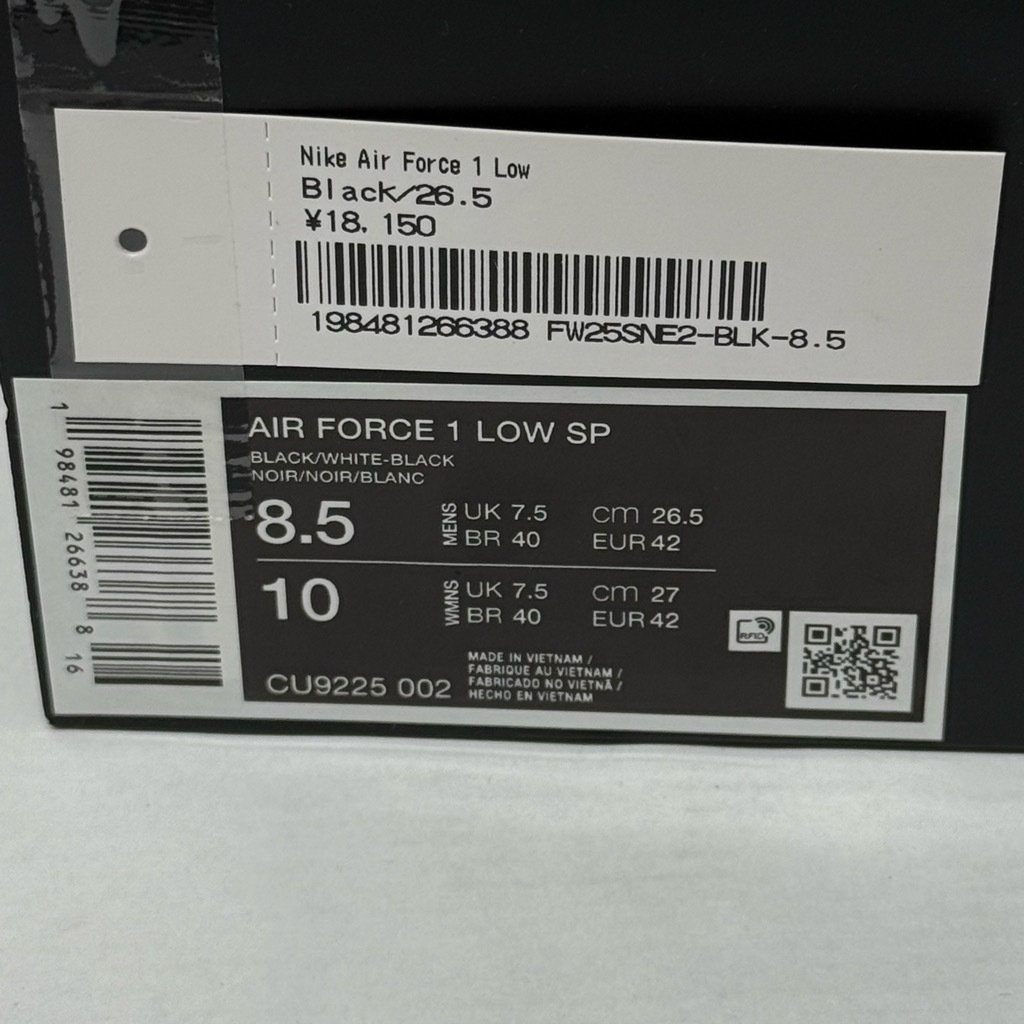 Nike Air Force 1 Low
Black/26.5
¥18,150
198481266388 FW25SNE2-BLK-8.5
1 98481 26638 8 16
AIR FORCE 1 LOW SP
BLACK/WHITE-BLACK
NOIR/NOIR/BLANC
8.5 MENS UK 7.5 cm 26.5
BR 40 EUR 42
10 WMNS UK 7.5 cm 27
BR 40 EUR 42
RFID
CU9225 002
MADE IN VIETNAM /
FABRIQUE AU VIETNAM /
FABRICADO NO VIETNÃ /
HECHO EN VIETNAM